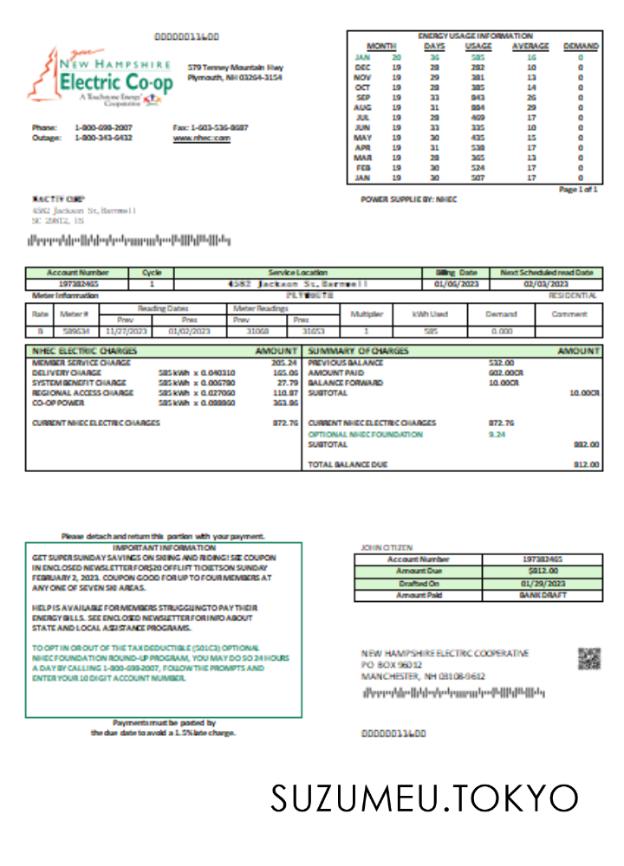 00000011600
your
NEW HAMPSHIRE
Electric Co-op
A Touchstone Energy
Cooperative
579 Tenney Mountain Hwy
Plymouth, NH 03264-3154
Phone: 1-800-698-2007 Fax: 1-603-536-8687
Outage: 1-800-343-6432 www.nhec.com
ENERGY USAGE INFORMATION
MONTH DAYS USAGE AVERAGE DEMAND
JAN 20 36 585 16 0
DEC 19 28 282 10 0
NOV 19 29 381 13 0
OCT 19 28 385 14 0
SEP 19 33 843 26 0
AUG 19 31 884 29 0
JUL 19 28 469 17 0
JUN 19 33 335 10 0
MAY 19 30 435 15 0
APR 19 31 538 17 0
MAR 19 28 365 13 0
FEB 19 30 524 17 0
JAN 19 30 507 17 0
Page 1 of 1
POWER SUPPLIE BY: NHEC
4582 Jackson St,Barnwell
SC 29812, US
Account Number Cycle Service Location Billing Date Next Scheduled read Date
197382465 1 4582 Jackson St,Barnwell 01/06/2023 02/03/2023
Meter Information PLYMOUTH RESIDENTIAL
Rate Meter # Reading Dates Meter Readings Multiplier kWh Used Demand Comment
Prev Pres Prev Pres
B 589634 11/27/2023 01/02/2023 31068 31653 1 585 0.000
NHEC ELECTRIC CHARGES AMOUNT
MEMBER SERVICE CHARGE 205.24
DELIVERY CHARGE 585 kWh x 0.040310 165.06
SYSTEM BENEFIT CHARGE 585 kWh x 0.006780 27.79
REGIONAL ACCESS CHARGE 585 kWh x 0.027060 110.87
CO-OP POWER 585 kWh x 0.088860 363.86
CURRENT NHEC ELECTRIC CHARGES 872.76
SUMMARY OF CHARGES AMOUNT
PREVIOUS BALANCE 532.00
AMOUNT PAID 602.00CR
BALANCE FORWARD 10.00CR
SUBTOTAL 10.00CR
CURRENT NHEC ELECTRIC CHARGES 872.76
OPTIONAL NHEC FOUNDATION 9.24
SUBTOTAL 882.00
TOTAL BALANCE DUE 812.00
Please detach and return this portion with your payment.
IMPORTANT INFORMATION
GET SUPER SUNDAY SAVINGS ON SKIING AND RIDING! SEE COUPON
IN ENCLOSED NEWSLETTER FOR $20 OFF LIFT TICKETS ON SUNDAY
FEBRUARY 2, 2023. COUPON GOOD FOR UP TO FOUR MEMBERS AT
ANY ONE OF SEVEN SKI AREAS.
HELP IS AVAILABLE FOR MEMBERS STRUGGLING TO PAY THEIR
ENERGY BILLS. SEE ENCLOSED NEWSLETTER FOR INFO ABOUT
STATE AND LOCAL ASSISTANCE PROGRAMS.
TO OPT IN OR OUT OF THE TAX DEDUCTIBLE (501C3) OPTIONAL
NHEC FOUNDATION ROUND-UP PROGRAM, YOU MAY DO SO 24 HOURS
A DAY BY CALLING 1-800-698-2007, FOLLOW THE PROMPTS AND
ENTER YOUR 10 DIGIT ACCOUNT NUMBER.
Payments must be posted by
the due date to avoid a 1.5% late charge.
JOHN CITIZEN
Account Number 197382465
Amount Due $812.00
Drafted On 01/29/2023
Amount Paid BANK DRAFT
NEW HAMPSHIRE ELECTRIC COOPERATIVE
PO BOX 96012
MANCHESTER, NH 03108-9612
00000011600
SUZUMEU.TOKYO